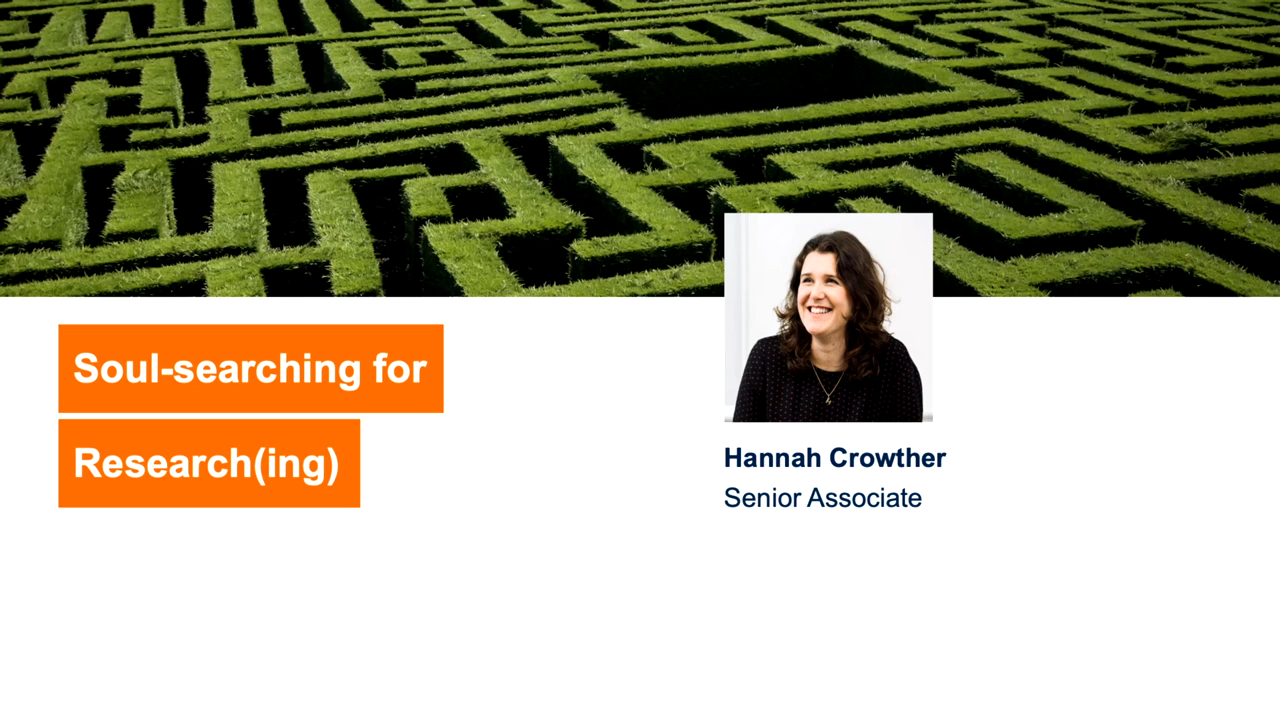 Soul-searching for
Research(ing)
Hannah Crowther
Senior Associate